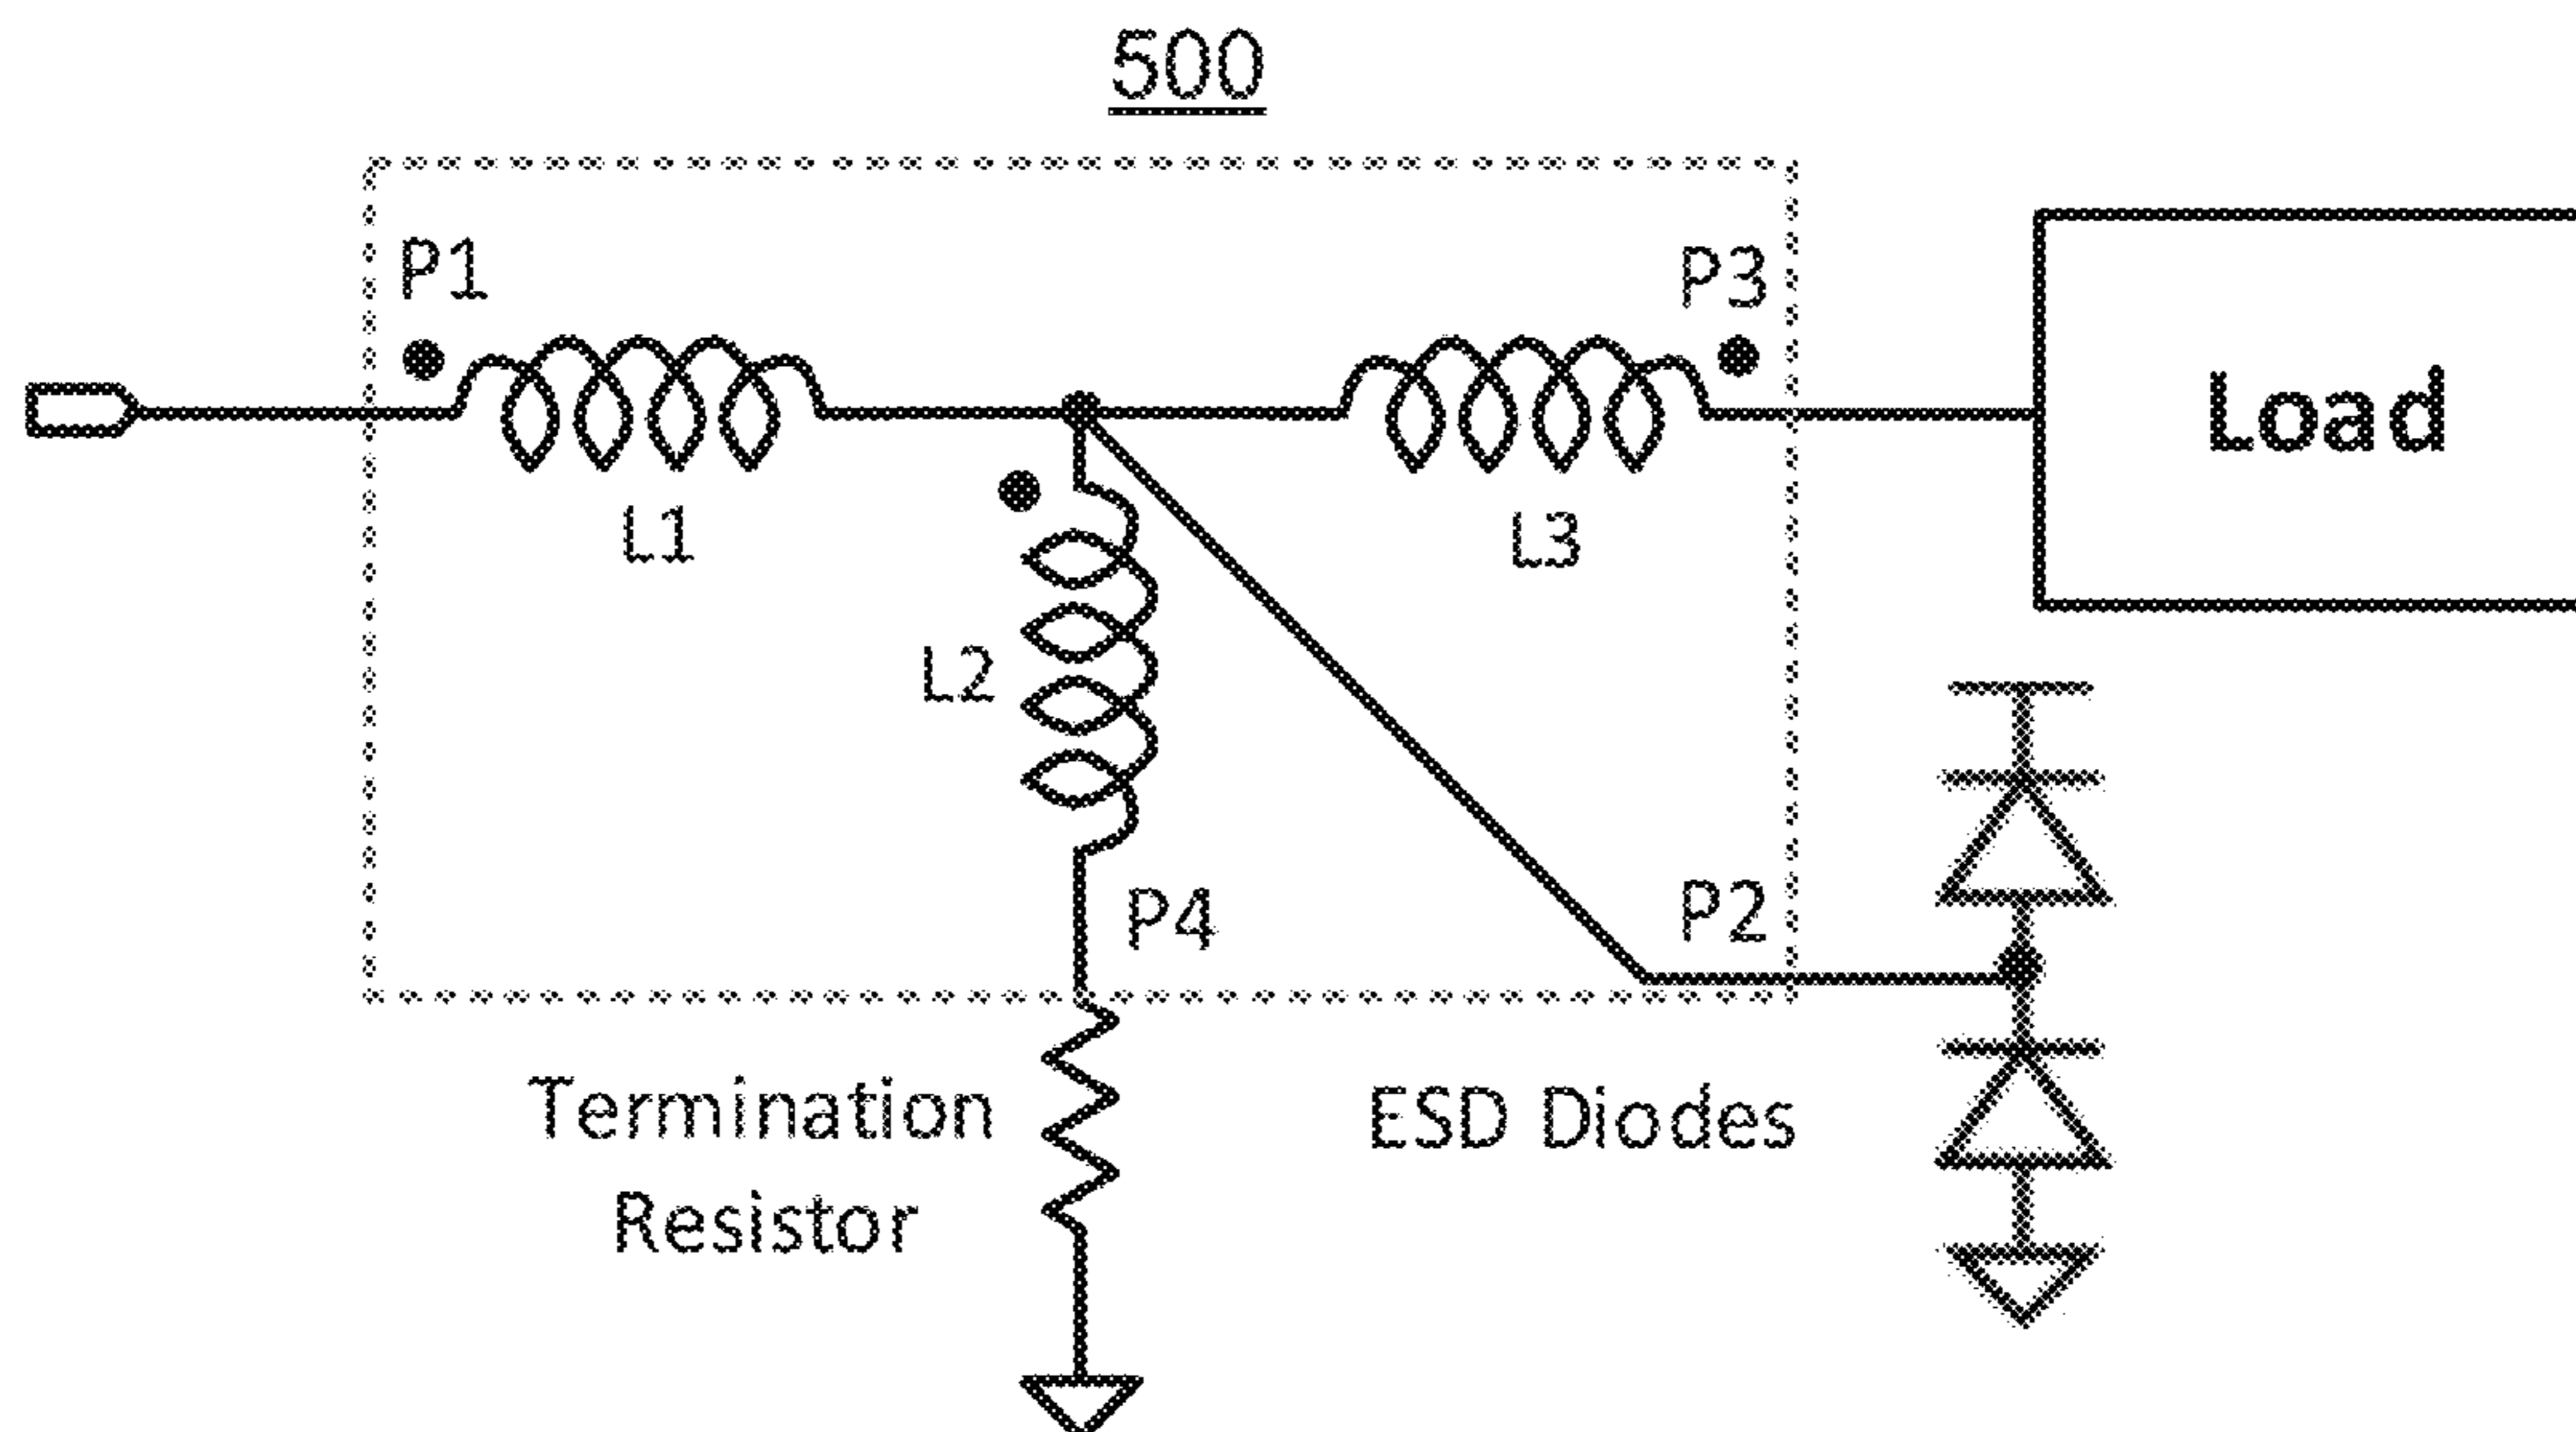 500
P1
P3
Load
L1
L3
L2
P4
P2
Termination
Resistor
ESD Diodes